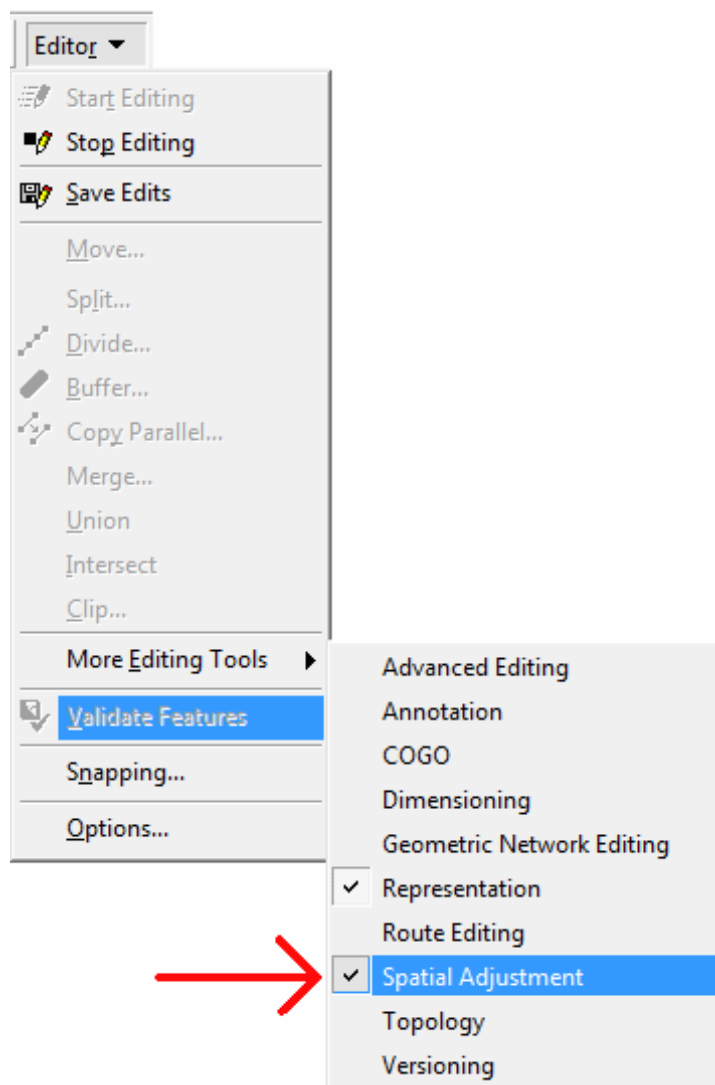 Editor
Start Editing
Stop Editing
Save Edits
Move...
Split...
Divide...
Buffer...
Copy Parallel...
Merge...
Union
Intersect
Clip...
More Editing Tools
Validate Features
Snapping...
Options...
Advanced Editing
Annotation
COGO
Dimensioning
Geometric Network Editing
Representation
Route Editing
Spatial Adjustment
Topology
Versioning